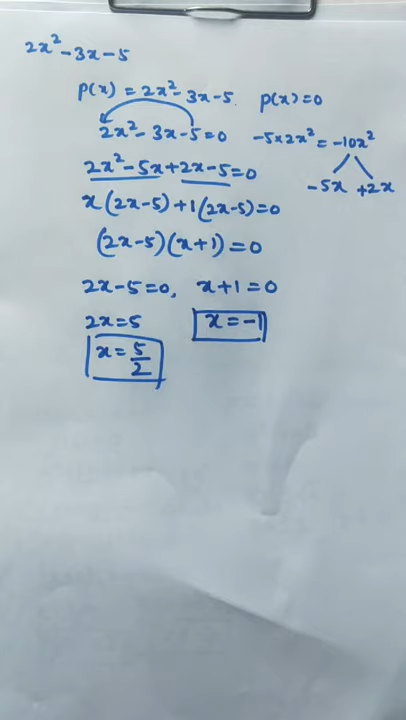 2x² - 3x - 5
p(x) = 2x² - 3x - 5. p(x) = 0
2x² - 3x - 5 = 0 -5 x 2x² = -10x²
2x² - 5x + 2x - 5 = 0 -5x +2x
x(2x - 5) + 1(2x - 5) = 0
(2x - 5)(x + 1) = 0
2x - 5 = 0, x + 1 = 0
2x = 5 x = -1
x = 5/2